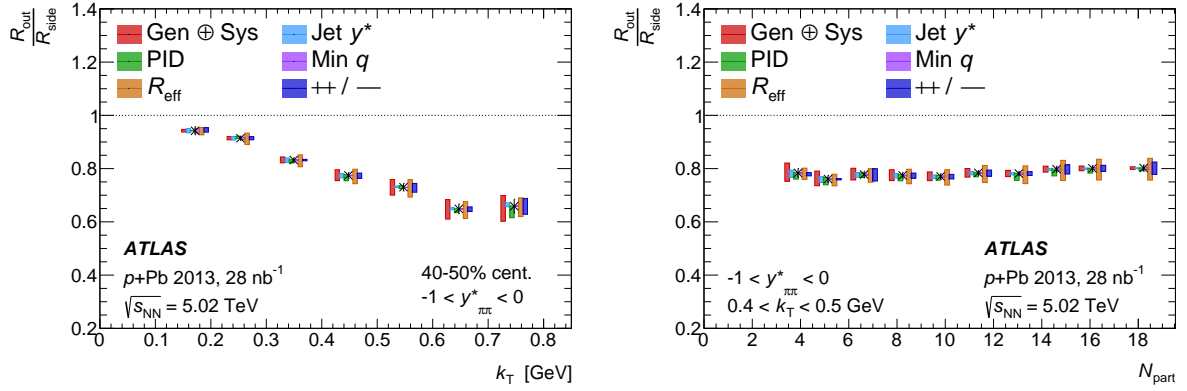 R_out/R_side
1.4
1.2
1
0.8
0.6
0.4
0.2
Gen ⊕ Sys
Jet y*
PID
Min q
R_eff
++ / −−
ATLAS
p+Pb 2013, 28 nb⁻¹
√s_NN = 5.02 TeV
40-50% cent.
-1 < y*_ππ < 0
0 0.1 0.2 0.3 0.4 0.5 0.6 0.7 0.8
k_T [GeV]
R_out/R_side
1.4
1.2
1
0.8
0.6
0.4
0.2
Gen ⊕ Sys
Jet y*
PID
Min q
R_eff
++ / −−
-1 < y*_ππ < 0
0.4 < k_T < 0.5 GeV
ATLAS
p+Pb 2013, 28 nb⁻¹
√s_NN = 5.02 TeV
0 2 4 6 8 10 12 14 16 18
N_part